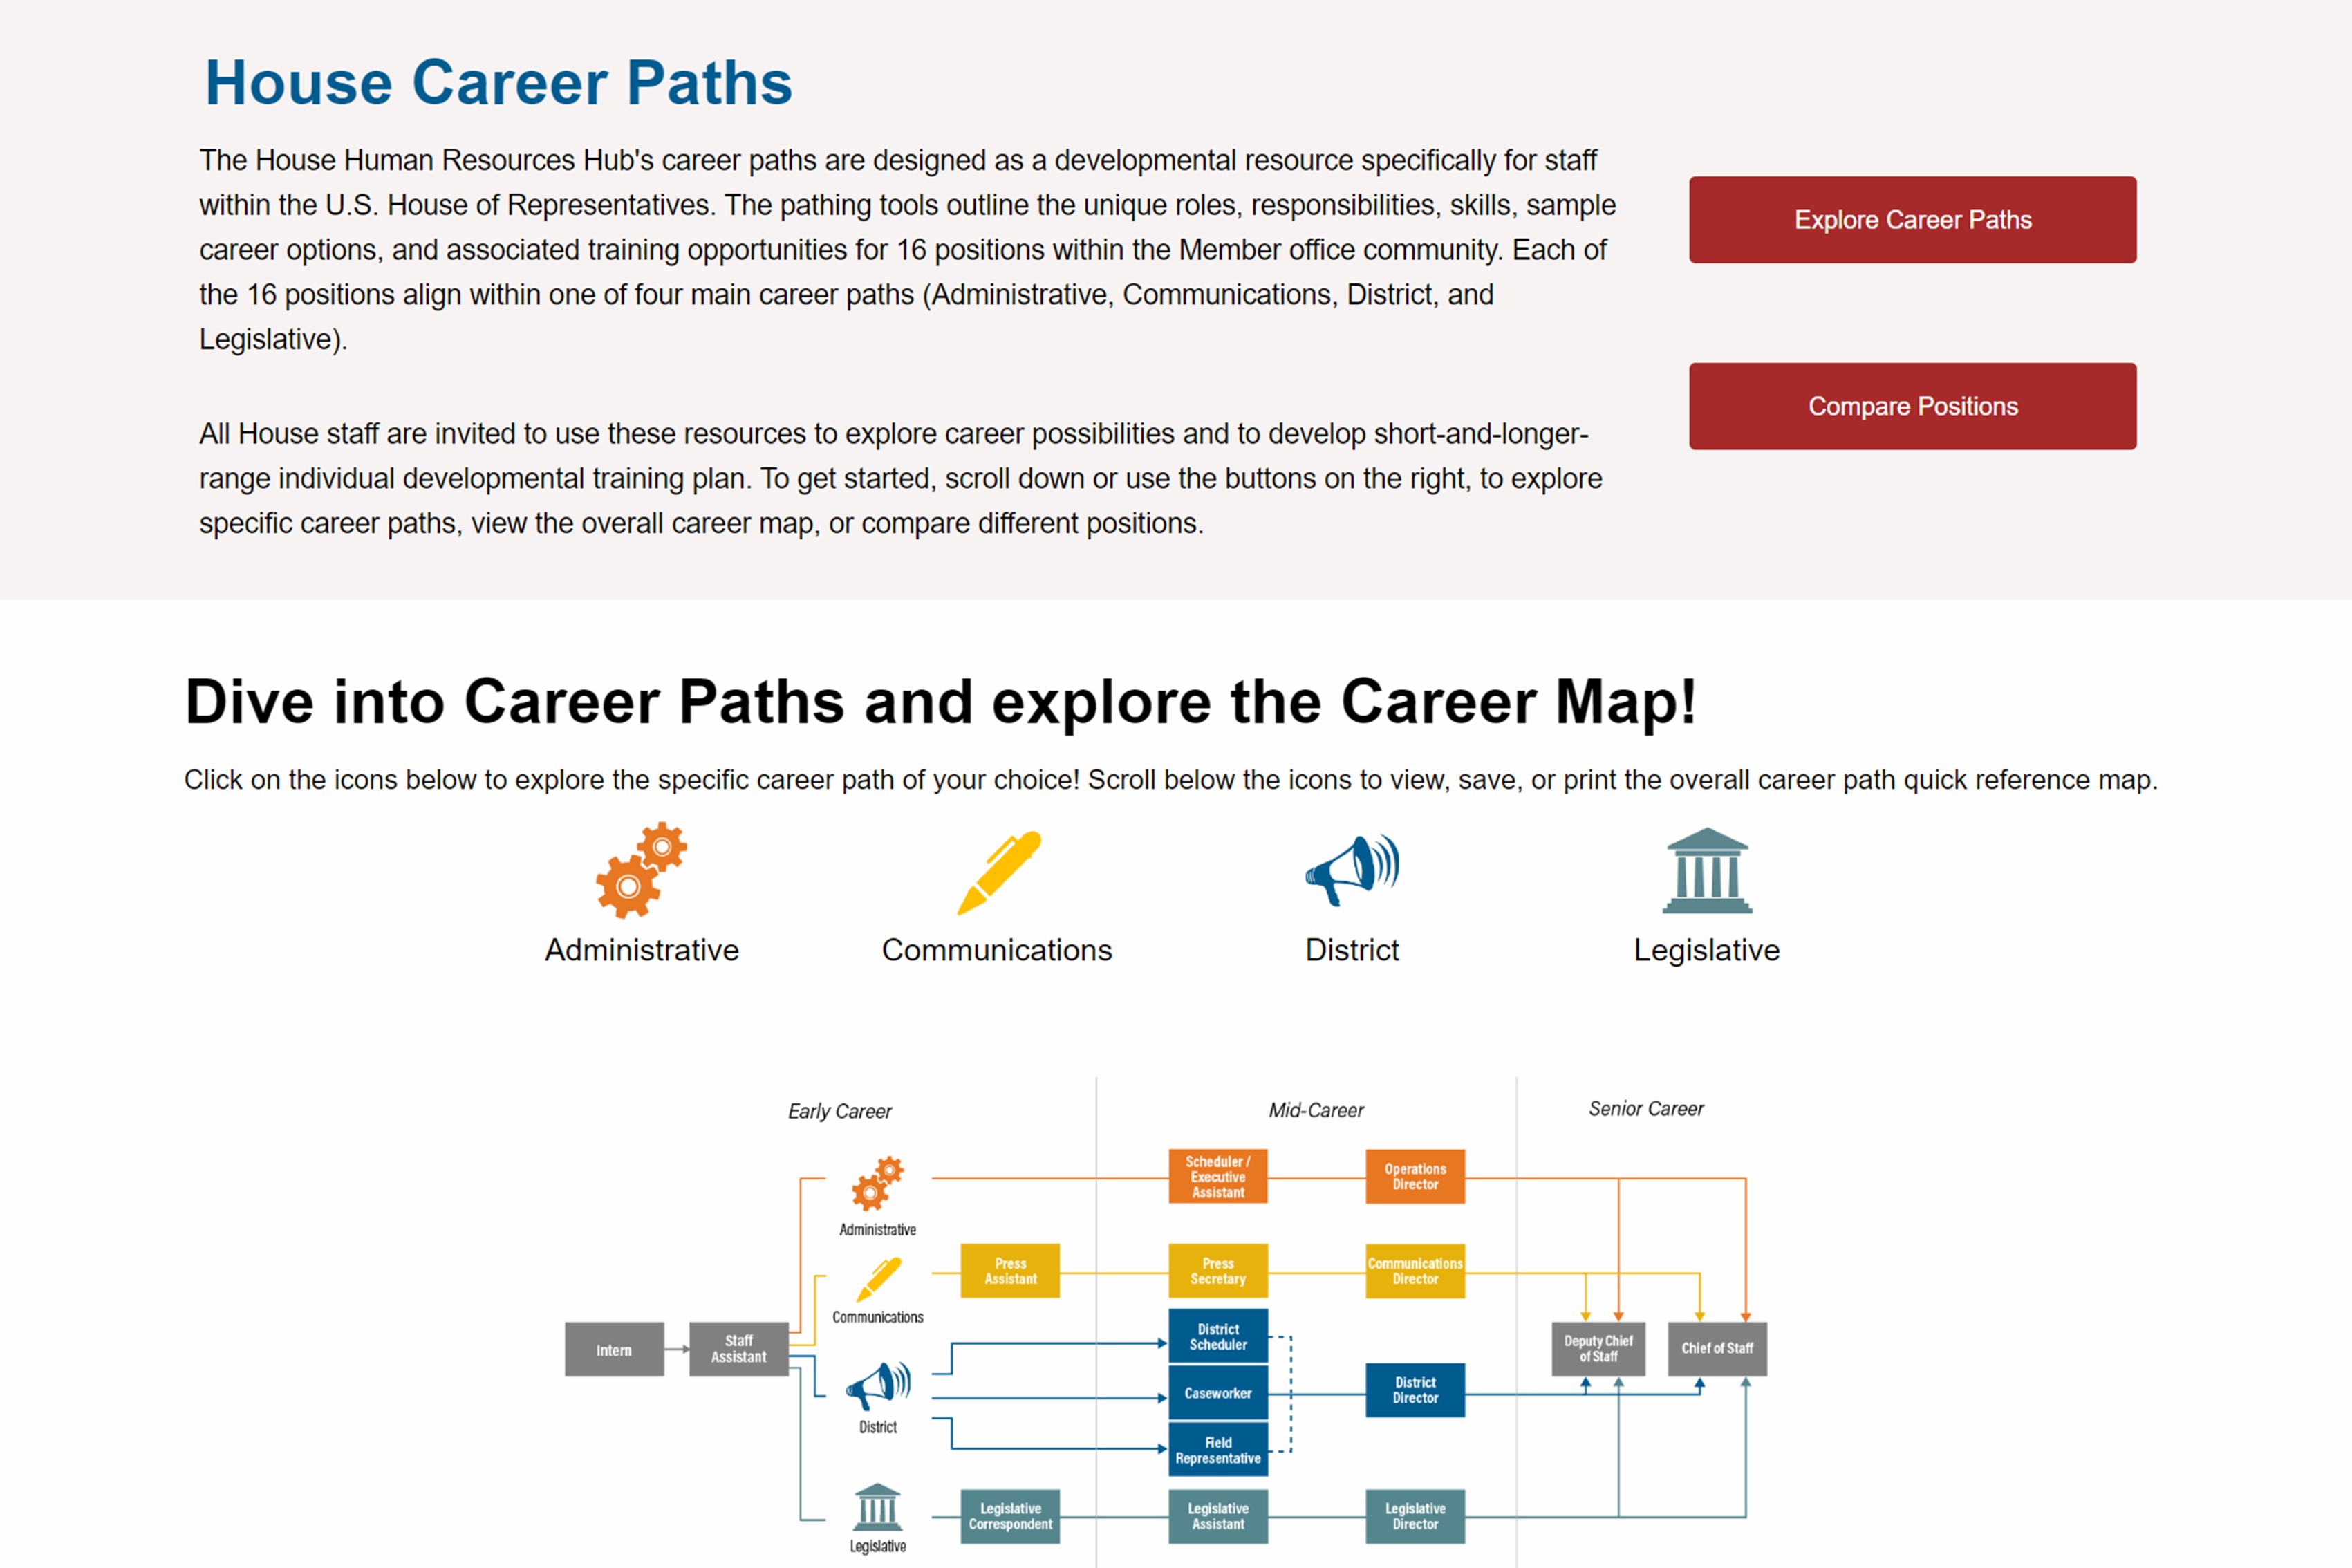 House Career Paths
The House Human Resources Hub's career paths are designed as a developmental resource specifically for staff
within the U.S. House of Representatives. The pathing tools outline the unique roles, responsibilities, skills, sample
career options, and associated training opportunities for 16 positions within the Member office community. Each of
the 16 positions align within one of four main career paths (Administrative, Communications, District, and
Legislative).
All House staff are invited to use these resources to explore career possibilities and to develop short-and-longer-
range individual developmental training plan. To get started, scroll down or use the buttons on the right, to explore
specific career paths, view the overall career map, or compare different positions.
Explore Career Paths
Compare Positions
Dive into Career Paths and explore the Career Map!
Click on the icons below to explore the specific career path of your choice! Scroll below the icons to view, save, or print the overall career path quick reference map.
Administrative
Communications
District
Legislative
Early Career
Mid-Career
Senior Career
Administrative
Scheduler /
Executive
Assistant
Operations
Director
Communications
Press
Assistant
Press
Secretary
Communications
Director
Intern
Staff
Assistant
District
District
Scheduler
Caseworker
Field
Representative
District
Director
Deputy Chief
of Staff
Chief of Staff
Legislative
Legislative
Correspondent
Legislative
Assistant
Legislative
Director